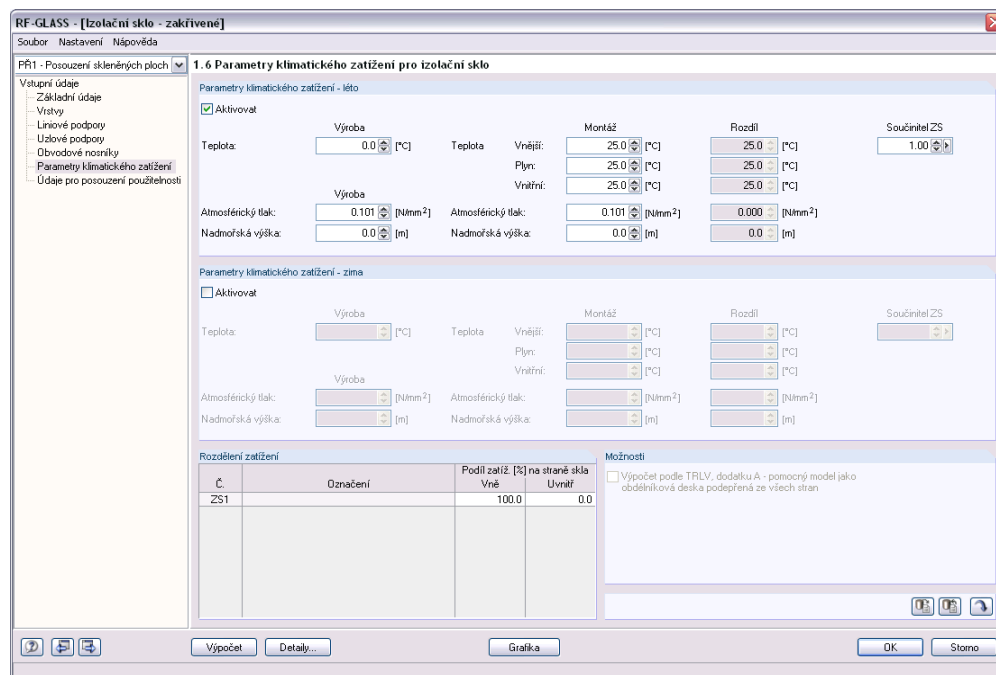 RF-GLASS - [Izolační sklo - zakřivené]
Soubor Nastavení Nápověda
PŘ1 - Posouzení skleněných ploch
1.6 Parametry klimatického zatížení pro izolační sklo
Vstupní údaje
Základní údaje
Vrstvy
Liniové podpory
Uzlové podpory
Obvodové nosníky
Parametry klimatického zatížení
Údaje pro posouzení použitelnosti
Parametry klimatického zatížení - léto
Aktivovat
Výroba Montáž Rozdíl Součinitel ZS
Teplota: 0.0 [°C] Teplota Vnější: 25.0 [°C] 25.0 [°C] 1.00
Plyn: 25.0 [°C] 25.0 [°C]
Vnitřní: 25.0 [°C] 25.0 [°C]
Výroba
Atmosférický tlak: 0.101 [N/mm2] Atmosférický tlak: 0.101 [N/mm2] 0.000 [N/mm2]
Nadmořská výška: 0.0 [m] Nadmořská výška: 0.0 [m] 0.0 [m]
Parametry klimatického zatížení - zima
Aktivovat
Výroba Montáž Rozdíl Součinitel ZS
Teplota: [°C] Teplota Vnější: [°C] [°C]
Plyn: [°C] [°C]
Vnitřní: [°C] [°C]
Výroba
Atmosférický tlak: [N/mm2] Atmosférický tlak: [N/mm2] [N/mm2]
Nadmořská výška: [m] Nadmořská výška: [m] [m]
Rozdělení zatížení
Podíl zatíž. [%] na straně skla
Č. Označení Vně Uvnitř
ZS1 100.0 0.0
Možnosti
Výpočet podle TRLV, dodatku A - pomocný model jako
obdélníková deska podepřená ze všech stran
Výpočet Detaily... Grafika OK Storno